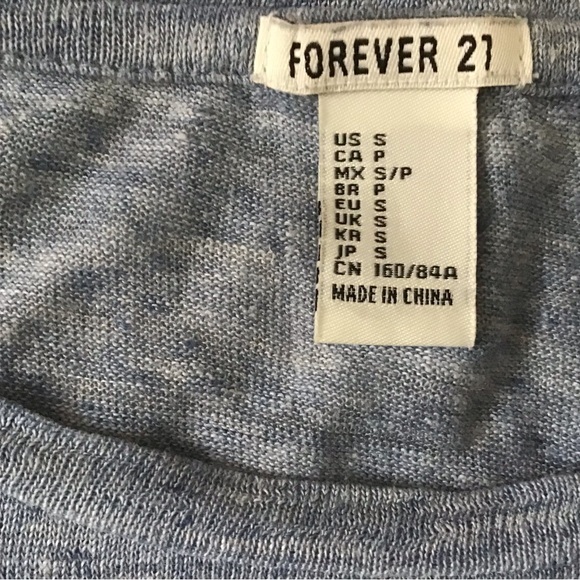 FOREVER 21
US S
CA P
MX S/P
BR P
EU S
UK S
KR S
JP S
CN 160/84A
MADE IN CHINA